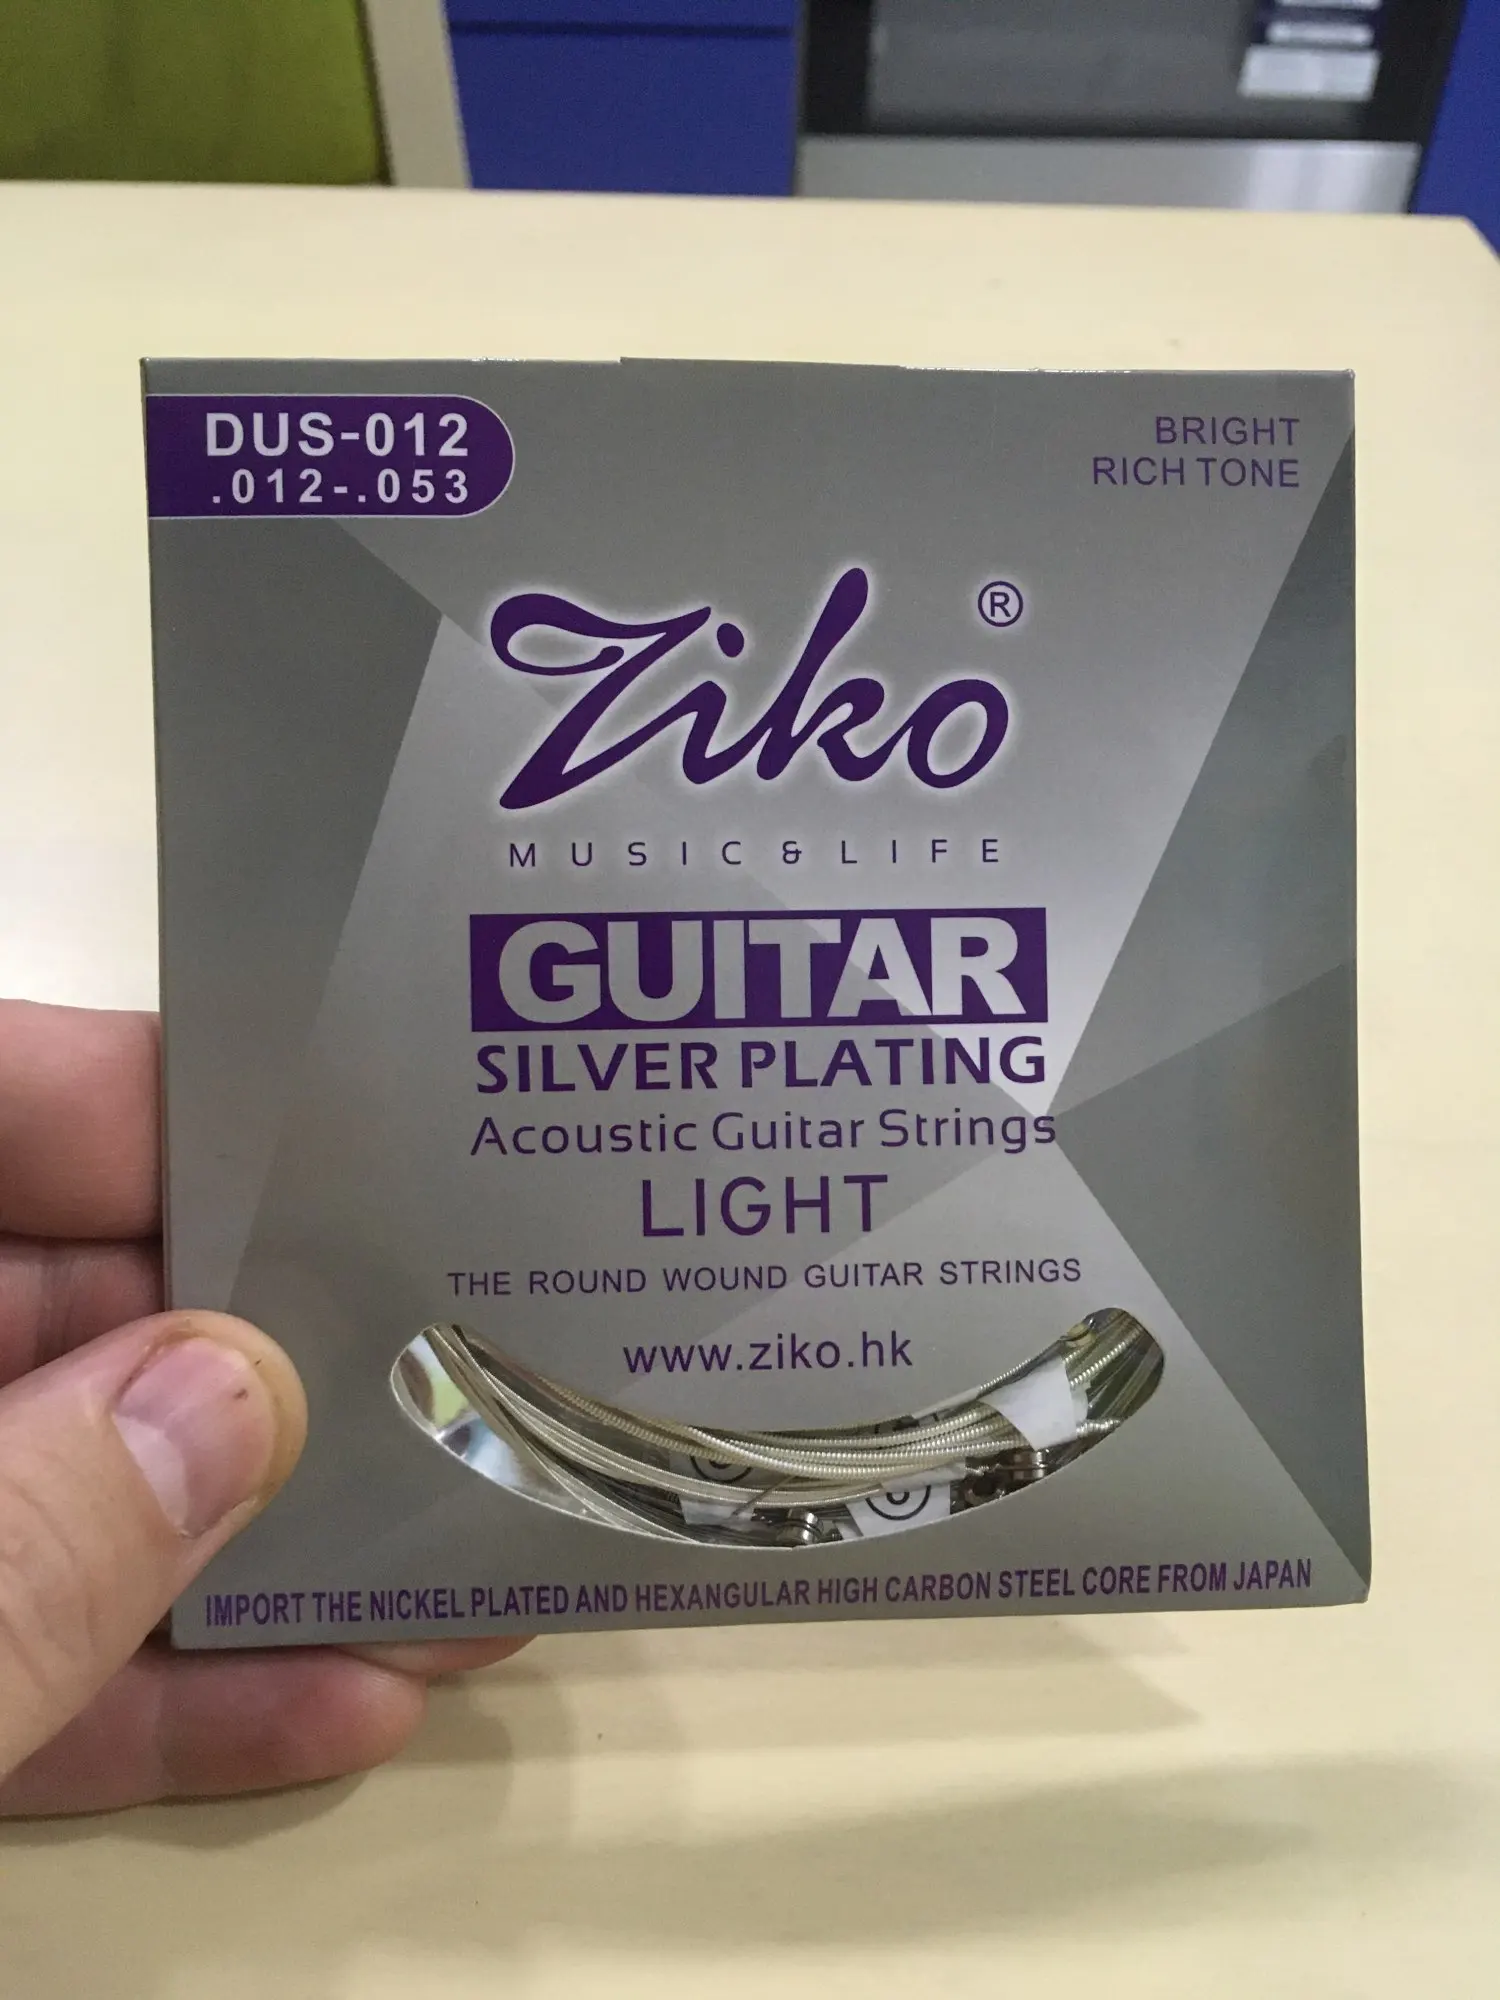 DUS-012
.012-.053
BRIGHT
RICH TONE
Ziko®
MUSIC & LIFE
GUITAR
SILVER PLATING
Acoustic Guitar Strings
LIGHT
THE ROUND WOUND GUITAR STRINGS
www.ziko.hk
IMPORT THE NICKEL PLATED AND HEXANGULAR HIGH CARBON STEEL CORE FROM JAPAN